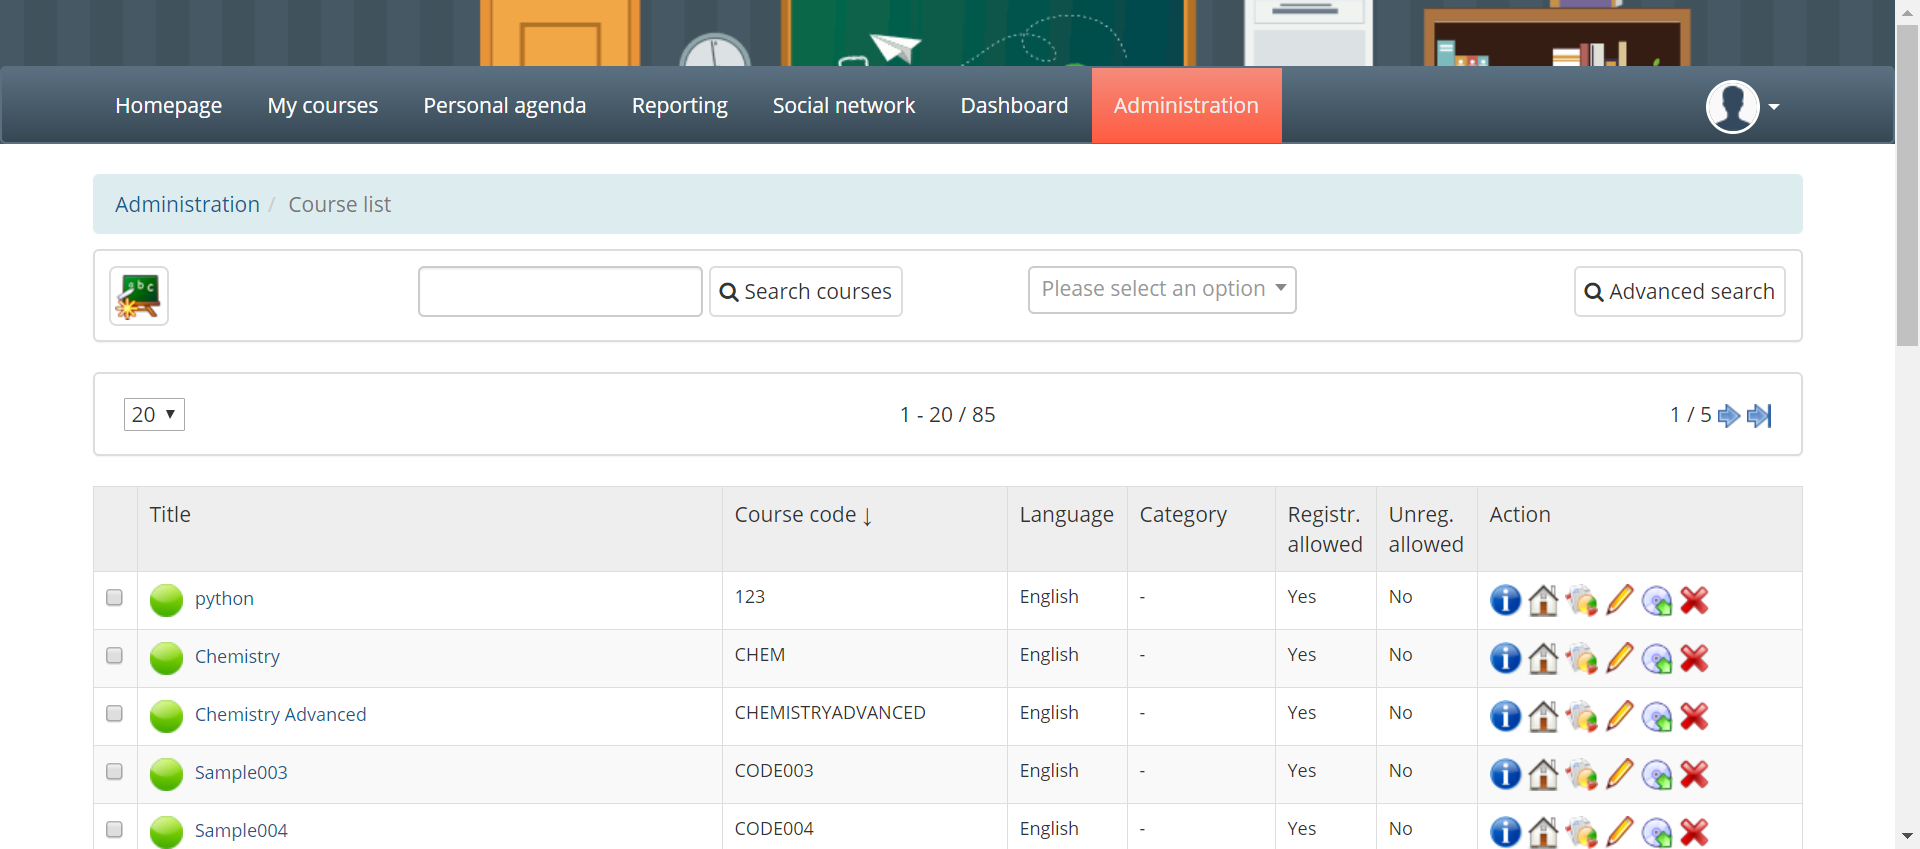 Homepage My courses Personal agenda Reporting Social network Dashboard Administration
Administration / Course list
abc
Search courses
Please select an option
Advanced search
20 ▼
1 - 20 / 85
1 / 5
Title Course code ↓ Language Category Registr. allowed Unreg. allowed Action
python 123 English - Yes No
Chemistry CHEM English - Yes No
Chemistry Advanced CHEMISTRYADVANCED English - Yes No
Sample003 CODE003 English - Yes No
Sample004 CODE004 English - Yes No